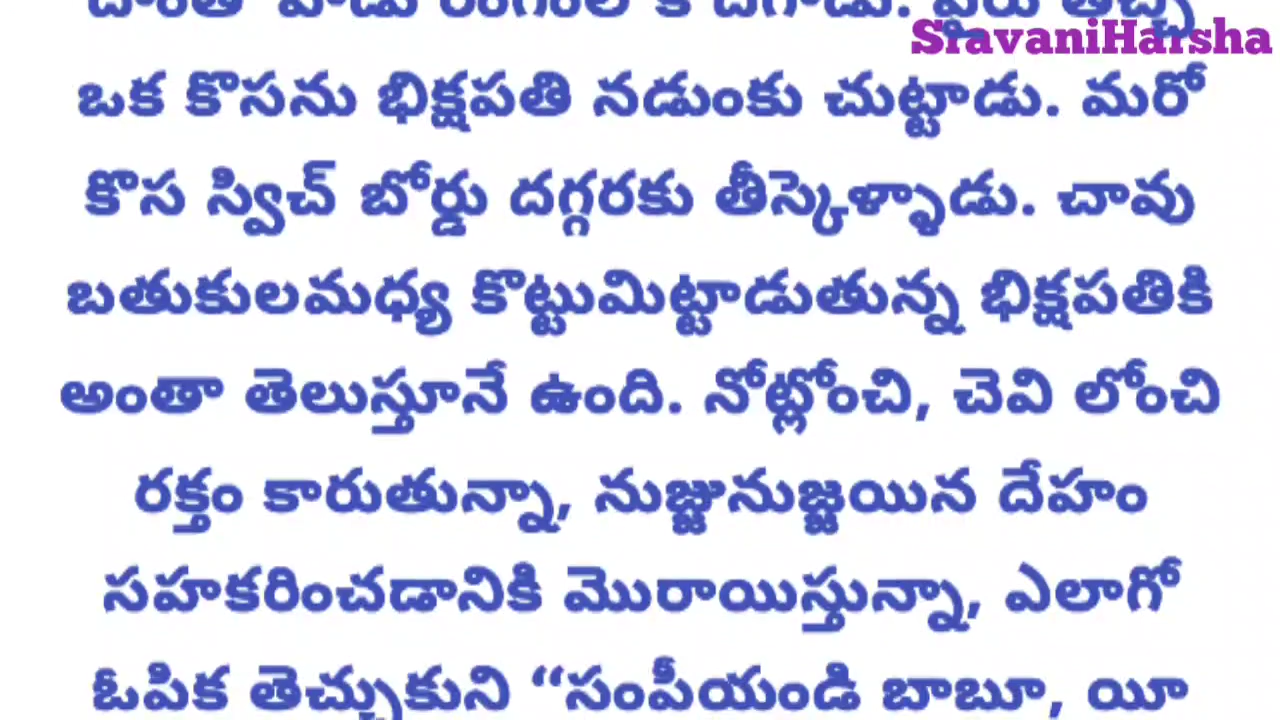 దాంతో వాడు రంగంలోకి దిగాడు. వైరు తెచ్చి
SravaniHarsha
ఒక కొసను భిక్షపతి నడుంకు చుట్టాడు. మరో
కొస స్విచ్ బోర్డు దగ్గరకు తీస్కెళ్ళాడు. చావు
బతుకులమధ్య కొట్టుమిట్టాడుతున్న భిక్షపతికి
అంతా తెలుస్తూనే ఉంది. నోట్లోంచి, చెవి లోంచి
రక్తం కారుతున్నా, నుజ్జునుజ్జయిన దేహం
సహకరించడానికి మొరాయిస్తున్నా, ఎలాగో
ఓపిక తెచ్చుకుని “సంపీయండి బాబూ, యీ